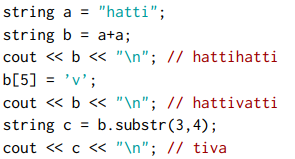 string a = "hatti";
string b = a+a;
cout << b << "\n"; // hattihatti
b[5] = ’v’;
cout << b << "\n"; // hattivatti
string c = b.substr(3,4);
cout << c << "\n"; // tiva